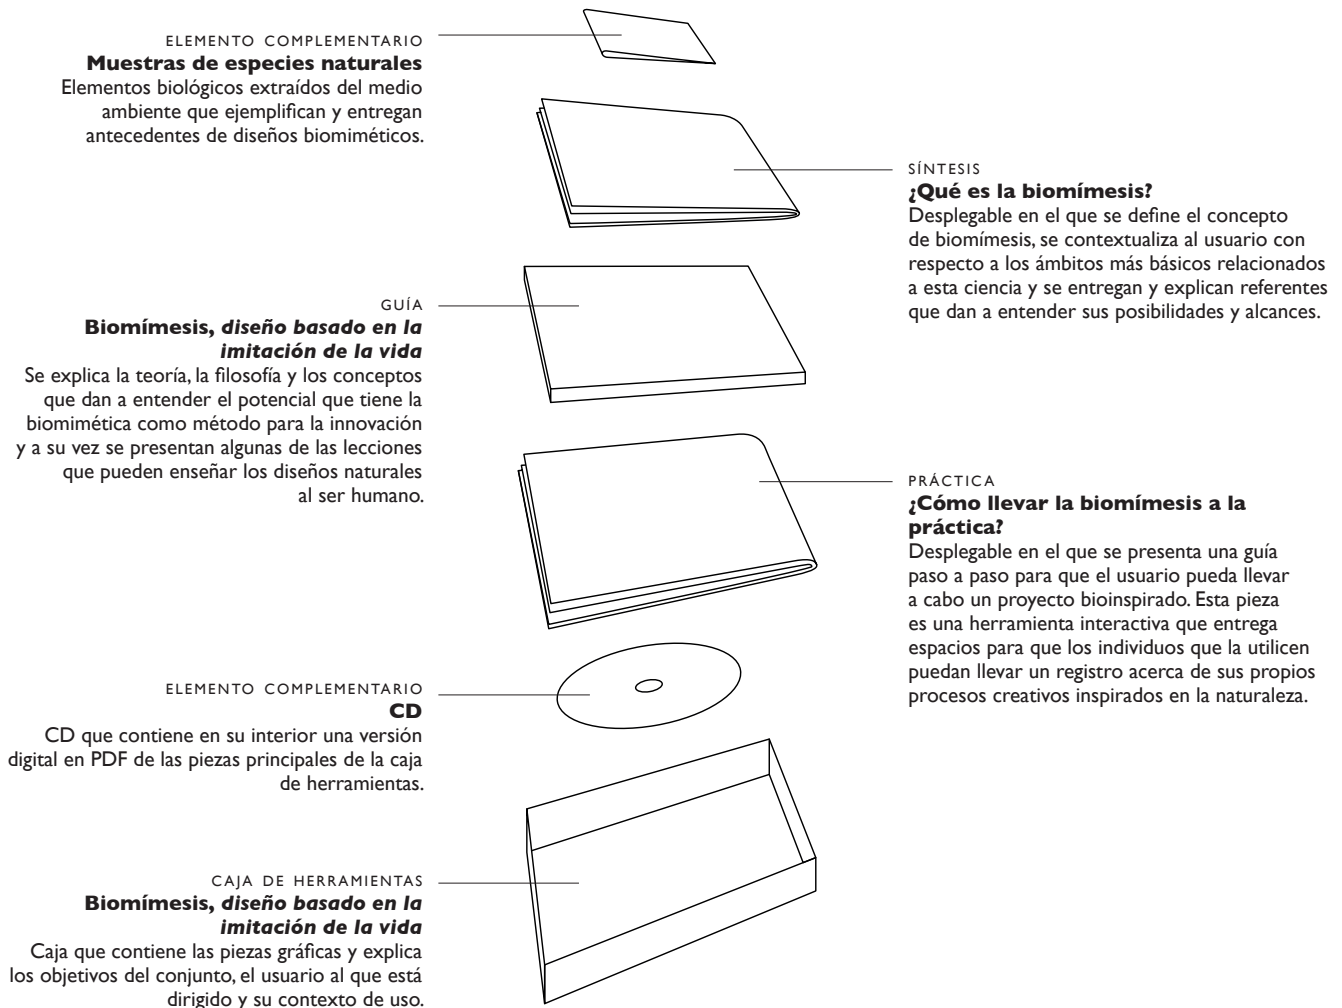 ELEMENTO COMPLEMENTARIO
Muestras de especies naturales
Elementos biológicos extraídos del medio
ambiente que ejemplifican y entregan
antecedentes de diseños biomiméticos.
SÍNTESIS
¿Qué es la biomímesis?
Desplegable en el que se define el concepto
de biomímesis, se contextualiza al usuario con
respecto a los ámbitos más básicos relacionados
a esta ciencia y se entregan y explican referentes
que dan a entender sus posibilidades y alcances.
GUÍA
Biomímesis, diseño basado en la
imitación de la vida
Se explica la teoría, la filosofía y los conceptos
que dan a entender el potencial que tiene la
biomimética como método para la innovación
y a su vez se presentan algunas de las lecciones
que pueden enseñar los diseños naturales
al ser humano.
PRÁCTICA
¿Cómo llevar la biomímesis a la
práctica?
Desplegable en el que se presenta una guía
paso a paso para que el usuario pueda llevar
a cabo un proyecto bioinspirado. Esta pieza
es una herramienta interactiva que entrega
espacios para que los individuos que la utilicen
puedan llevar un registro acerca de sus propios
procesos creativos inspirados en la naturaleza.
ELEMENTO COMPLEMENTARIO
CD
CD que contiene en su interior una versión
digital en PDF de las piezas principales de la caja
de herramientas.
CAJA DE HERRAMIENTAS
Biomímesis, diseño basado en la
imitación de la vida
Caja que contiene las piezas gráficas y explica
los objetivos del conjunto, el usuario al que está
dirigido y su contexto de uso.